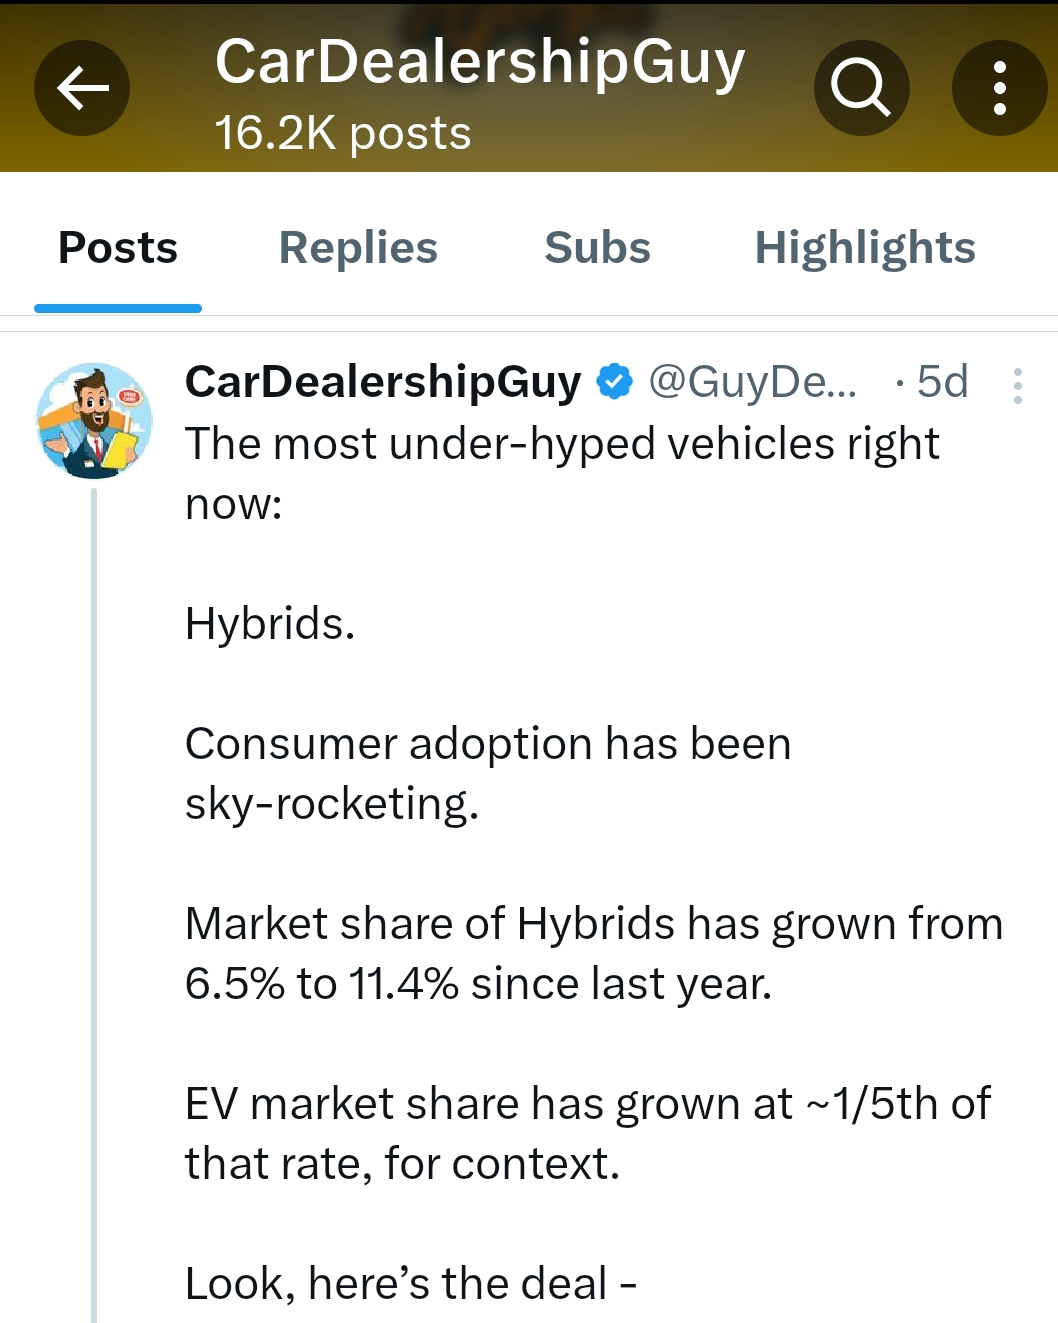 CarDealershipGuy
16.2K posts
Posts Replies Subs Highlights
CarDealershipGuy @GuyDe... · 5d
The most under-hyped vehicles right
now:
Hybrids.
Consumer adoption has been
sky-rocketing.
Market share of Hybrids has grown from
6.5% to 11.4% since last year.
EV market share has grown at ~1/5th of
that rate, for context.
Look, here’s the deal -